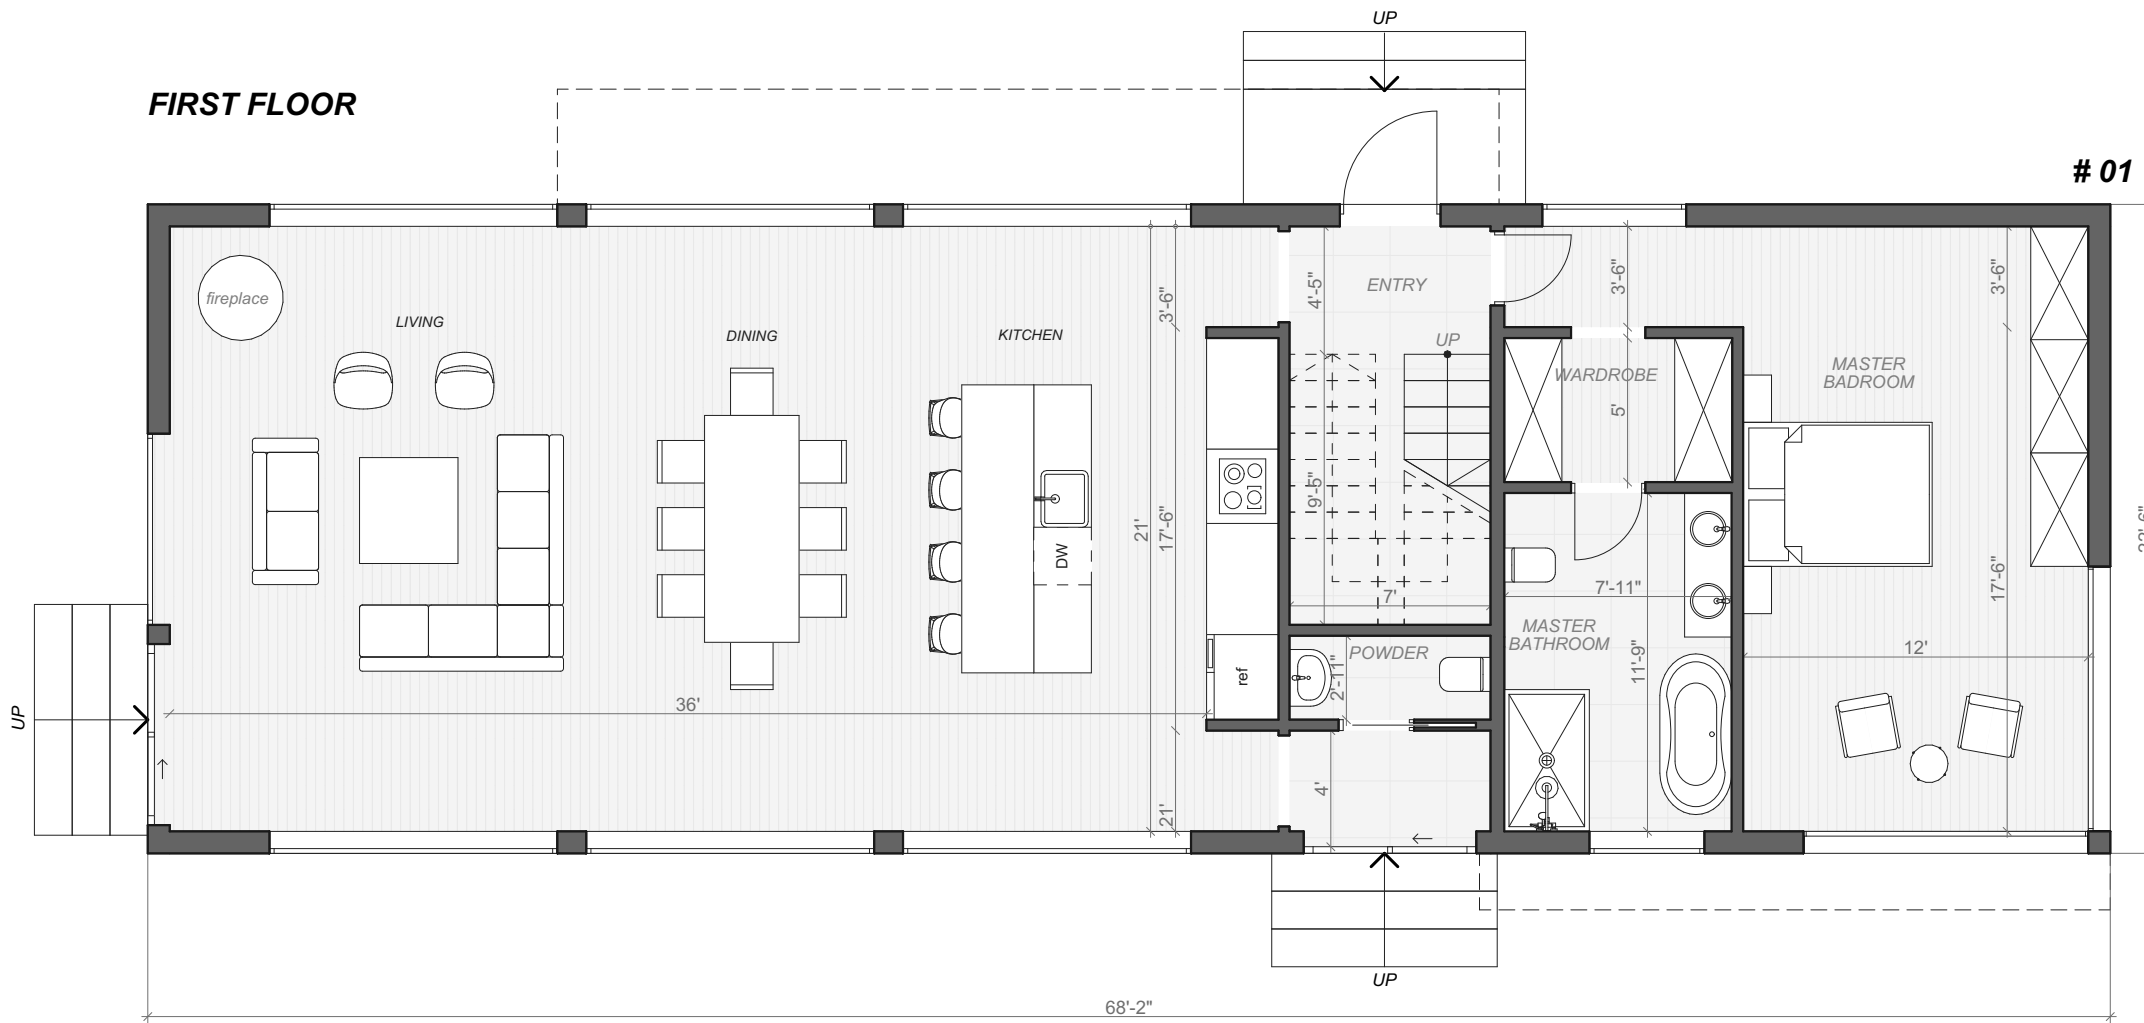 UP
FIRST FLOOR
# 01
fireplace
LIVING
DINING
KITCHEN
3'-6"
4'-5"
ENTRY
UP
3'-6"
3'-6"
WARDROBE
5'
MASTER
BADROOM
21'
17'-6"
9'-5"
DW
7'
7'-11"
17'-6"
MASTER
BATHROOM
11'-9"
12'
POWDER
2'-11"
ref
36'
UP
21'
4'
UP
68'-2"